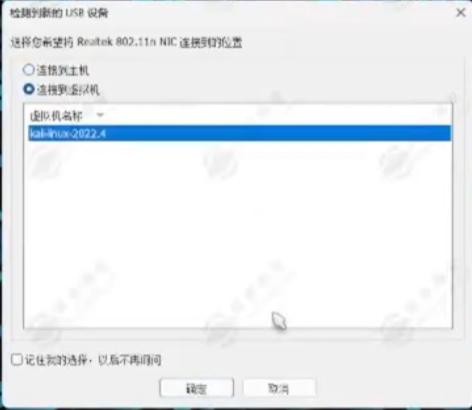 检测到新的 USB 设备
选择您希望将 Realtek 802.11n NIC 连接到的位置
连接到主机
连接到虚拟机
虚拟机名称
kali-linux-2022.4
记住我的选择，以后不再询问
确定
取消